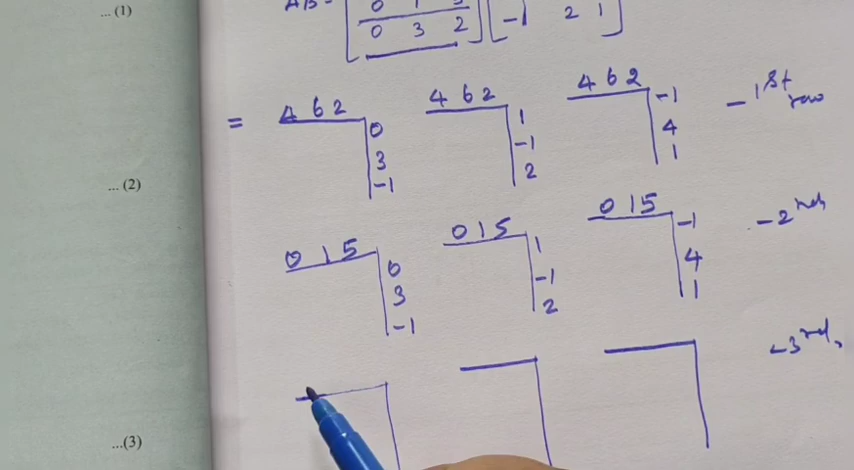 ... (1)
AB =
0 3 2 -1 2 1
= 4 6 2 4 6 2 4 6 2 - 1st row
0 1 -1
3 -1 4
-1 2 1
... (2)
0 1 5 0 1 5 0 1 5
0 1 -1
3 -1 4
-1 2 1
...(3)